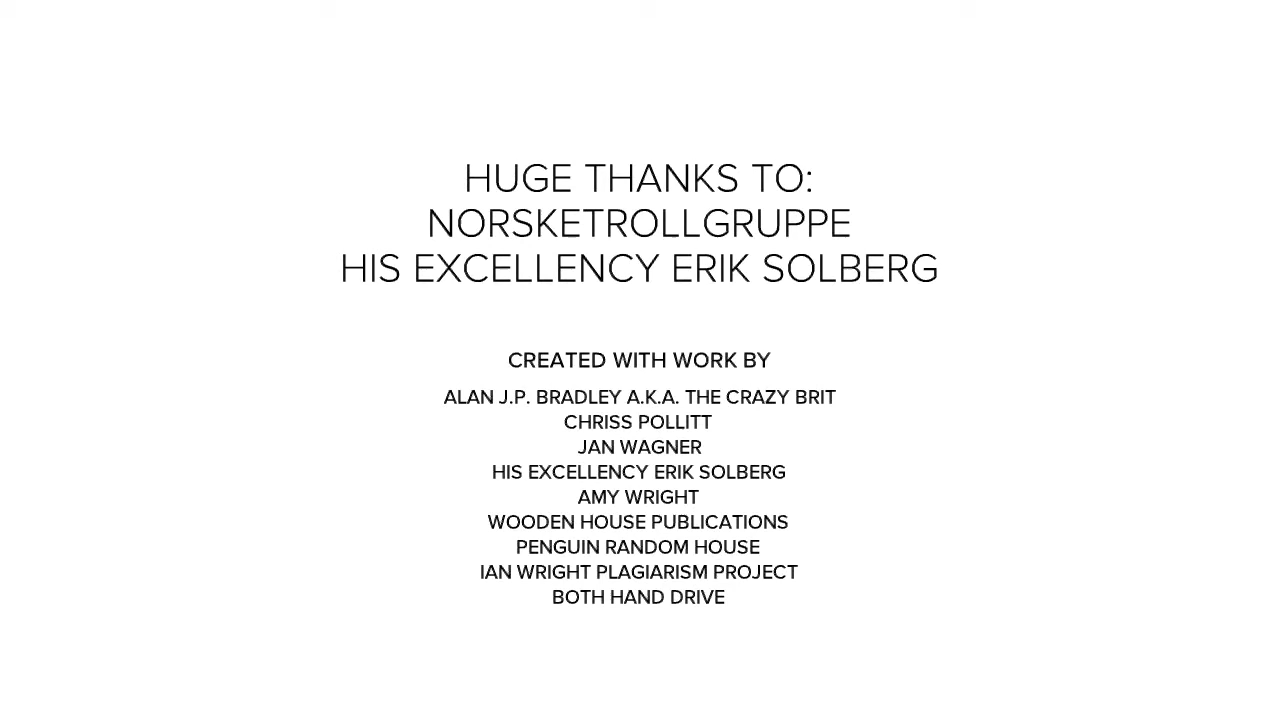 HUGE THANKS TO:
NORSKETROLLGRUPPE
HIS EXCELLENCY ERIK SOLBERG
CREATED WITH WORK BY
ALAN J.P. BRADLEY A.K.A. THE CRAZY BRIT
CHRISS POLLITT
JAN WAGNER
HIS EXCELLENCY ERIK SOLBERG
AMY WRIGHT
WOODEN HOUSE PUBLICATIONS
PENGUIN RANDOM HOUSE
IAN WRIGHT PLAGIARISM PROJECT
BOTH HAND DRIVE